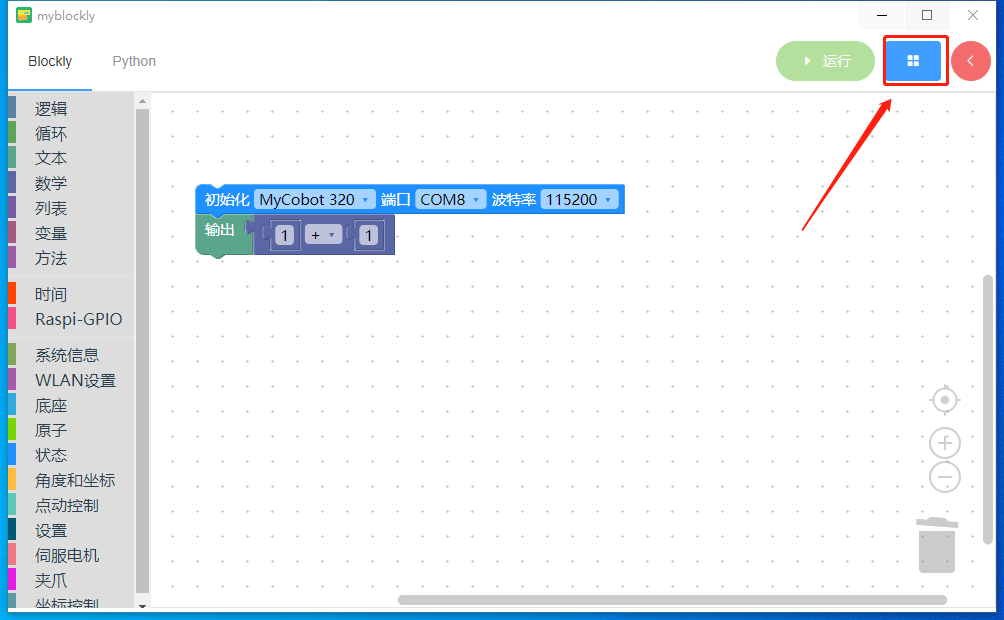 myblockly
Blockly Python 运行
逻辑
循环
文本
数学
列表
变量
方法
时间
Raspi-GPIO
系统信息
WLAN设置
底座
原子
状态
角度和坐标
点动控制
设置
伺服电机
夹爪
坐标控制
初始化 MyCobot 320 端口 COM8 波特率 115200
输出 1 + 1